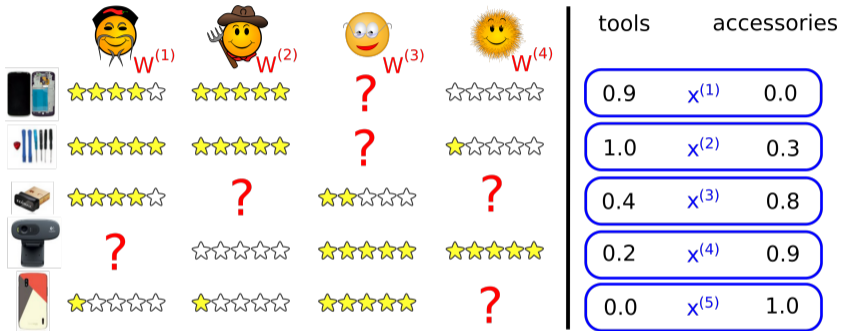 tools accessories
W(1) W(2) W(3) W(4)
? 0.9 x(1) 0.0
? 1.0 x(2) 0.3
? ? 0.4 x(3) 0.8
? 0.2 x(4) 0.9
? 0.0 x(5) 1.0